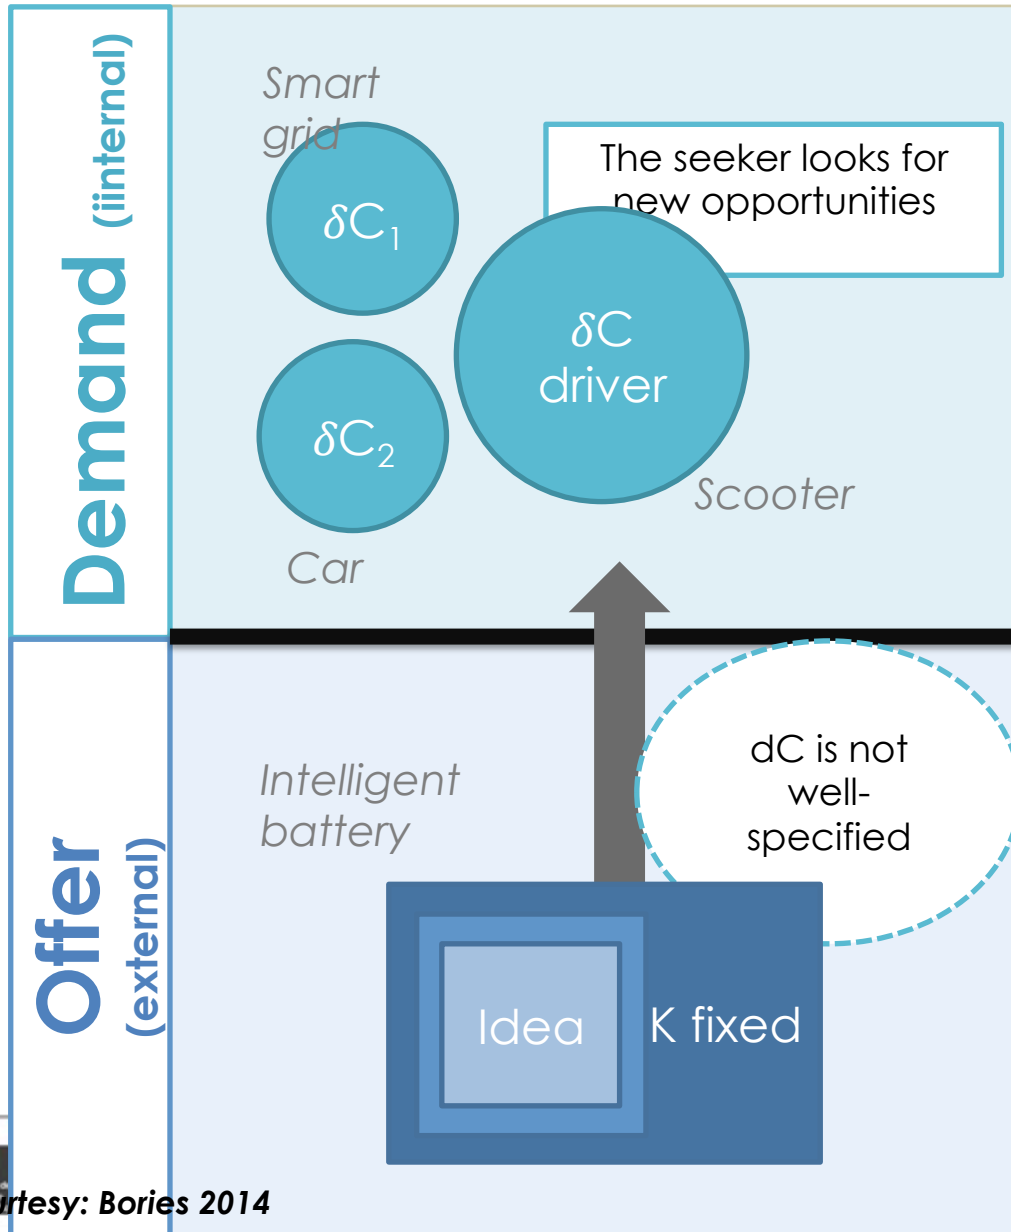 Demand (iinternal)
Smart
grid
δC₁
The seeker looks for
new opportunities
δC
driver
δC₂
Scooter
Car
Offer
(external)
Intelligent
battery
dC is not
well-
specified
Idea
K fixed
rtesy: Bories 2014